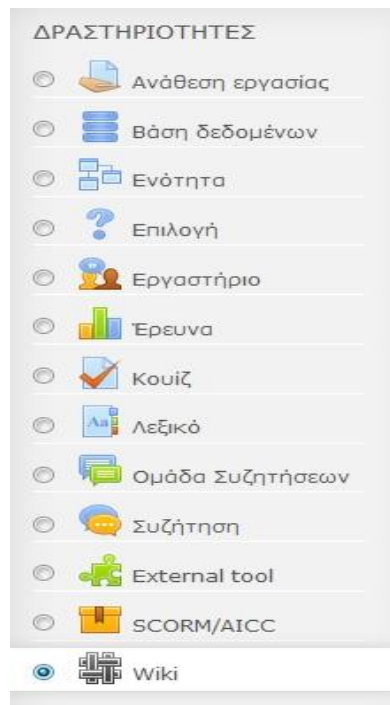 ΔΡΑΣΤΗΡΙΟΤΗΤΕΣ
Ανάθεση εργασίας
Βάση δεδομένων
Ενότητα
Επιλογή
Εργαστήριο
Έρευνα
Κουίζ
Λεξικό
Ομάδα Συζητήσεων
Συζήτηση
External tool
SCORM/AICC
Wiki